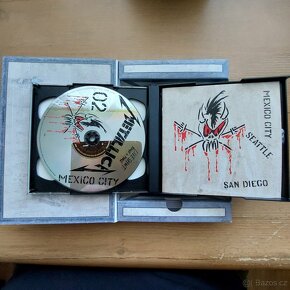 02
METALLICA
MEXICO CITY
MEXICO CITY
SEATTLE
SAN DIEGO
bazos.cz